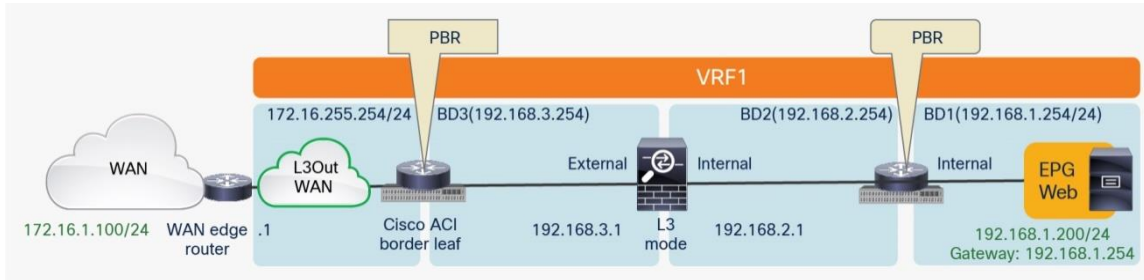 PBR
PBR
VRF1
172.16.255.254/24
BD3(192.168.3.254)
BD2(192.168.2.254)
BD1(192.168.1.254/24)
WAN
L3Out
WAN
External
Internal
Internal
EPG
Web
172.16.1.100/24
WAN edge
router
.1
Cisco ACI
border leaf
192.168.3.1
L3
mode
192.168.2.1
192.168.1.200/24
Gateway: 192.168.1.254